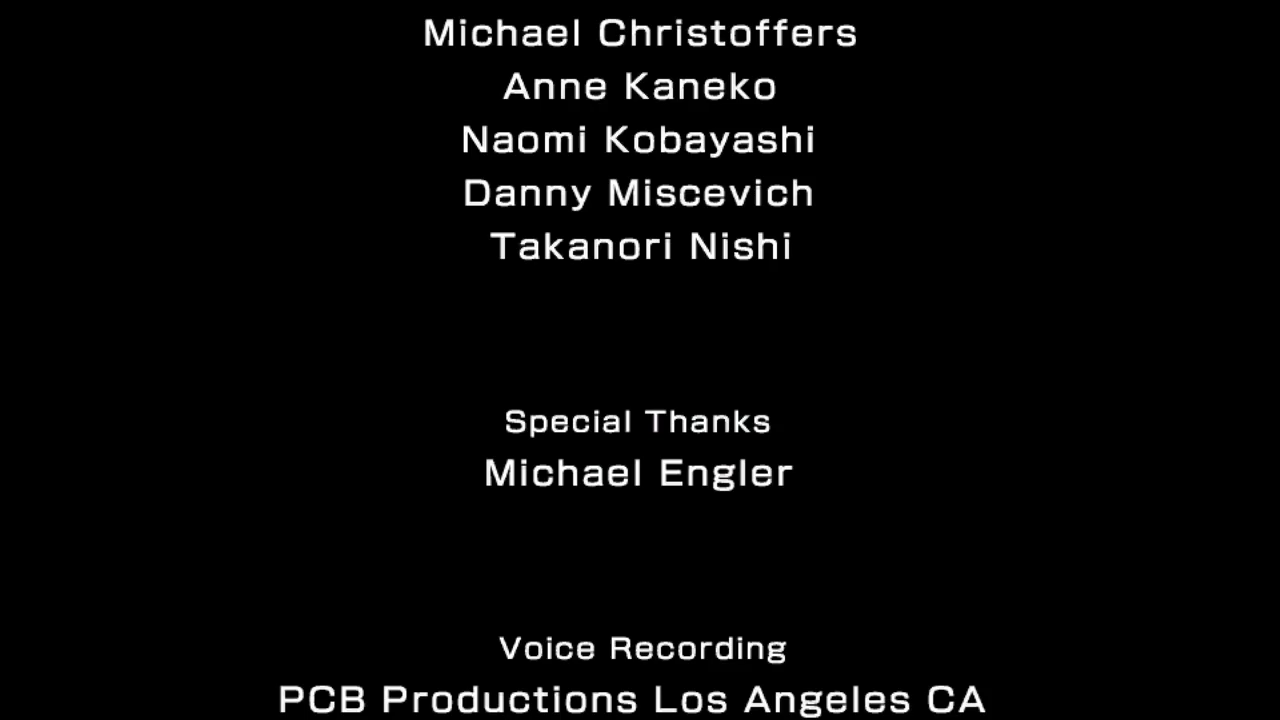 Michael Christoffers
Anne Kaneko
Naomi Kobayashi
Danny Miscevich
Takanori Nishi
Special Thanks
Michael Engler
Voice Recording
PCB Productions Los Angeles CA